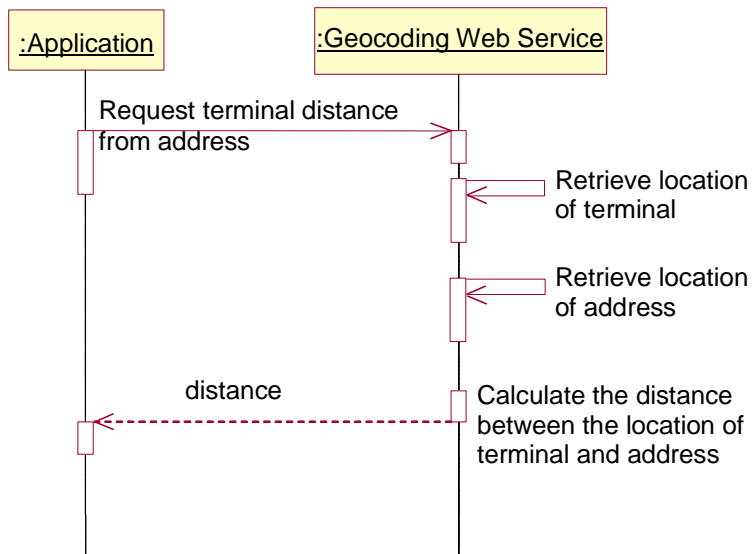 :Application
:Geocoding Web Service
Request terminal distance
from address
Retrieve location
of terminal
Retrieve location
of address
distance
Calculate the distance
between the location of
terminal and address